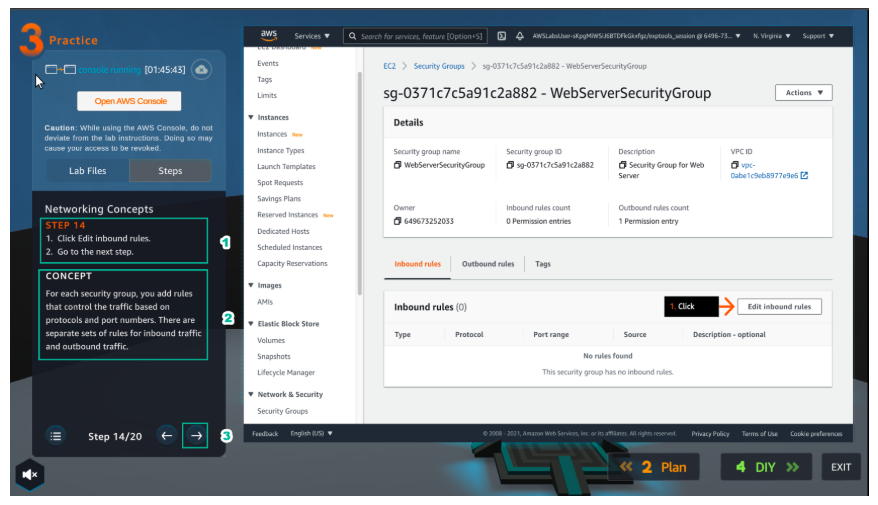 3 Practice
console running [01:45:43]
Open AWS Console
Caution: While using the AWS Console, do not
deviate from the lab instructions. Doing so may
cause your access to be revoked.
Lab Files Steps
Networking Concepts
STEP 14
1. Click Edit inbound rules.
2. Go to the next step.
1
CONCEPT
For each security group, you add rules
that control the traffic based on
protocols and port numbers. There are
separate sets of rules for inbound traffic
and outbound traffic.
2
Step 14/20
3
aws Services ▼ Search for services, feature [Option+S] N. Virginia ▼ Support ▼
EC2 Dashboard New
Events
Tags
Limits
▼ Instances
Instances New
Instance Types
Launch Templates
Spot Requests
Savings Plans
Reserved Instances New
Dedicated Hosts
Scheduled Instances
Capacity Reservations
▼ Images
AMIs
▼ Elastic Block Store
Volumes
Snapshots
Lifecycle Manager
▼ Network & Security
Security Groups
EC2 > Security Groups > sg-0371c7c5a91c2a882 - WebServerSecurityGroup
sg-0371c7c5a91c2a882 - WebServerSecurityGroup
Actions ▼
Details
Security group name Security group ID Description VPC ID
WebServerSecurityGroup sg-0371c7c5a91c2a882 Security Group for Web vpc-
Server 0abe1c9eb8977e9e6
Owner Inbound rules count Outbound rules count
649673252033 0 Permission entries 1 Permission entry
Inbound rules Outbound rules Tags
Inbound rules (0) 1. Click Edit inbound rules
Type Protocol Port range Source Description - optional
No rules found
This security group has no inbound rules.
Feedback English (US) ▼ © 2008 - 2021, Amazon Web Services, Inc. or its affiliates. All rights reserved. Privacy Policy Terms of Use Cookie preferences
2 Plan 4 DIY EXIT